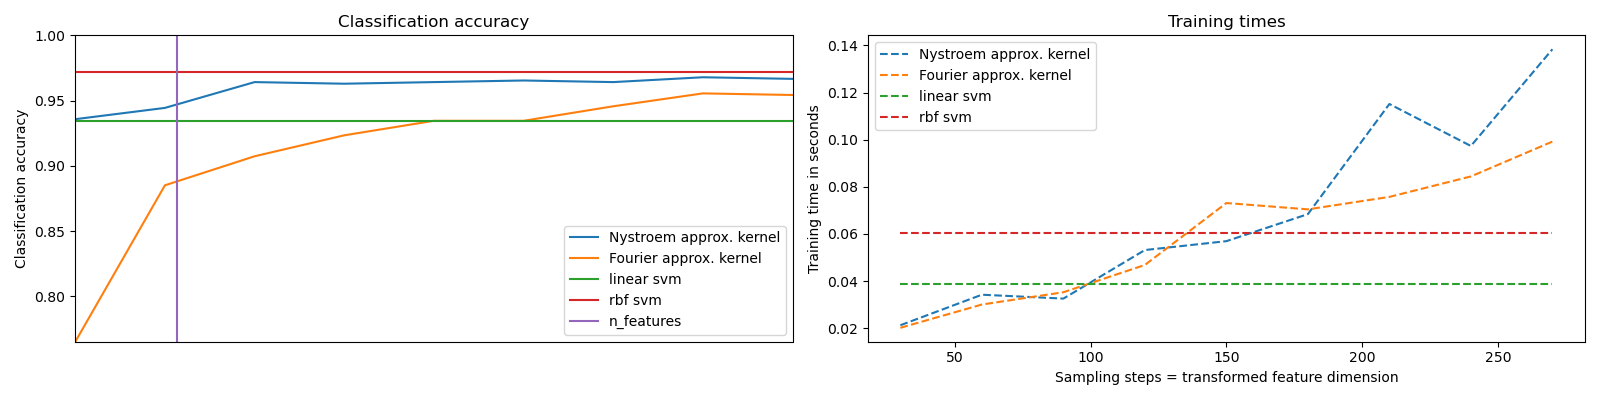 Classification accuracy
Classification accuracy
1.00
0.95
0.90
0.85
0.80
Nystroem approx. kernel
Fourier approx. kernel
linear svm
rbf svm
n_features
Training times
Training time in seconds
0.14
0.12
0.10
0.08
0.06
0.04
0.02
Nystroem approx. kernel
Fourier approx. kernel
linear svm
rbf svm
50 100 150 200 250
Sampling steps = transformed feature dimension